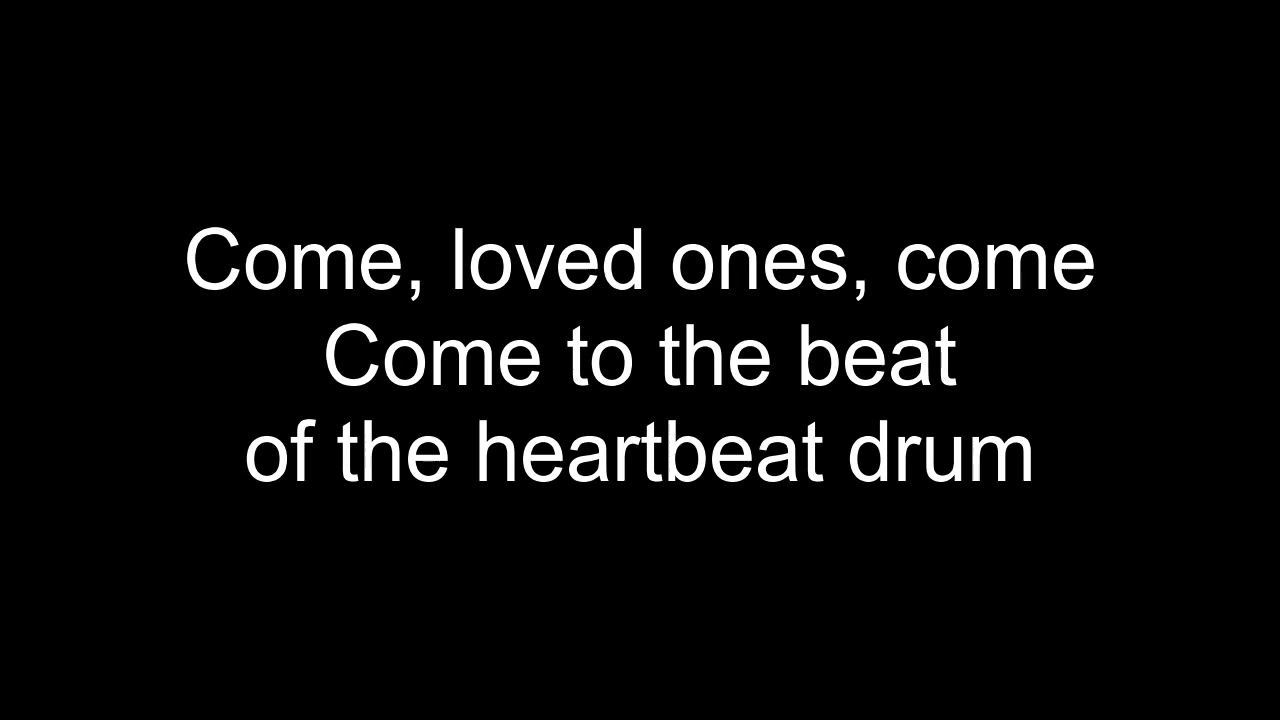 Come, loved ones, come
Come to the beat
of the heartbeat drum